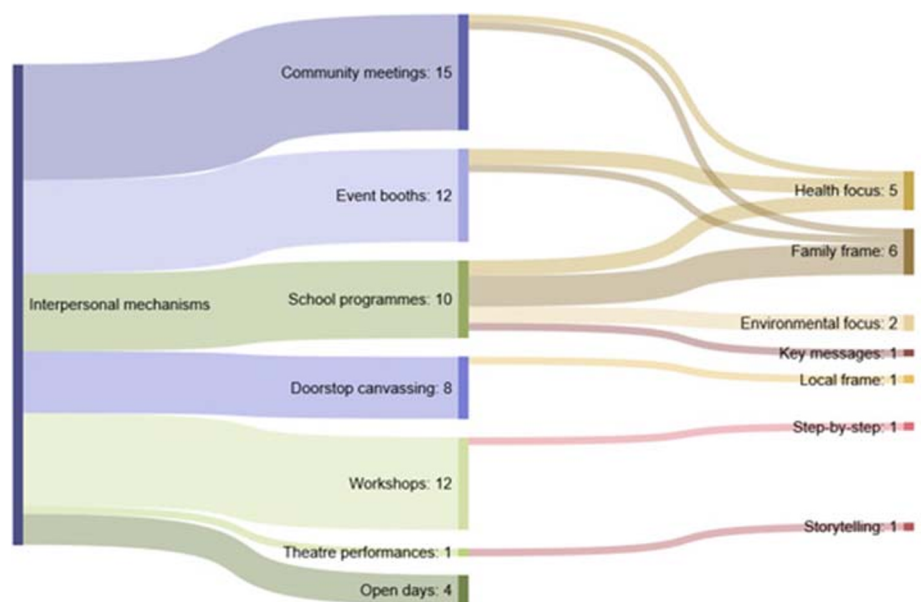 Interpersonal mechanisms
Community meetings: 15
Event booths: 12
School programmes: 10
Doorstop canvassing: 8
Workshops: 12
Theatre performances: 1
Open days: 4
Health focus: 5
Family frame: 6
Environmental focus: 2
Key messages: 1
Local frame: 1
Step-by-step: 1
Storytelling: 1